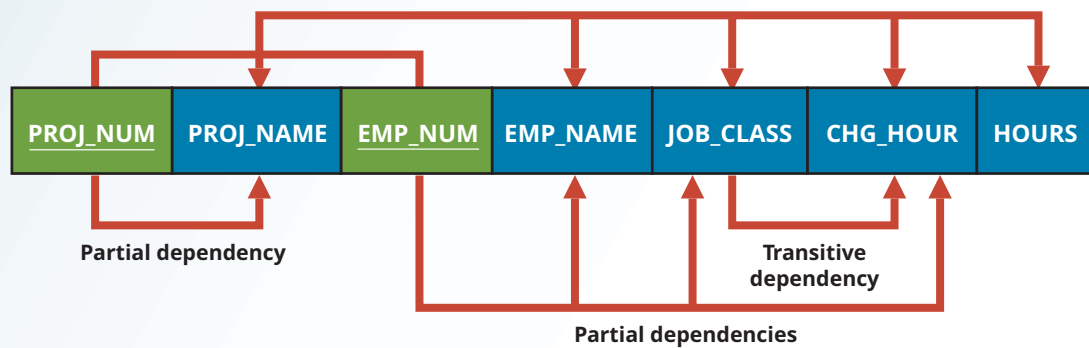 PROJ_NUM PROJ_NAME EMP_NUM EMP_NAME JOB_CLASS CHG_HOUR HOURS
Partial dependency
Transitive
dependency
Partial dependencies